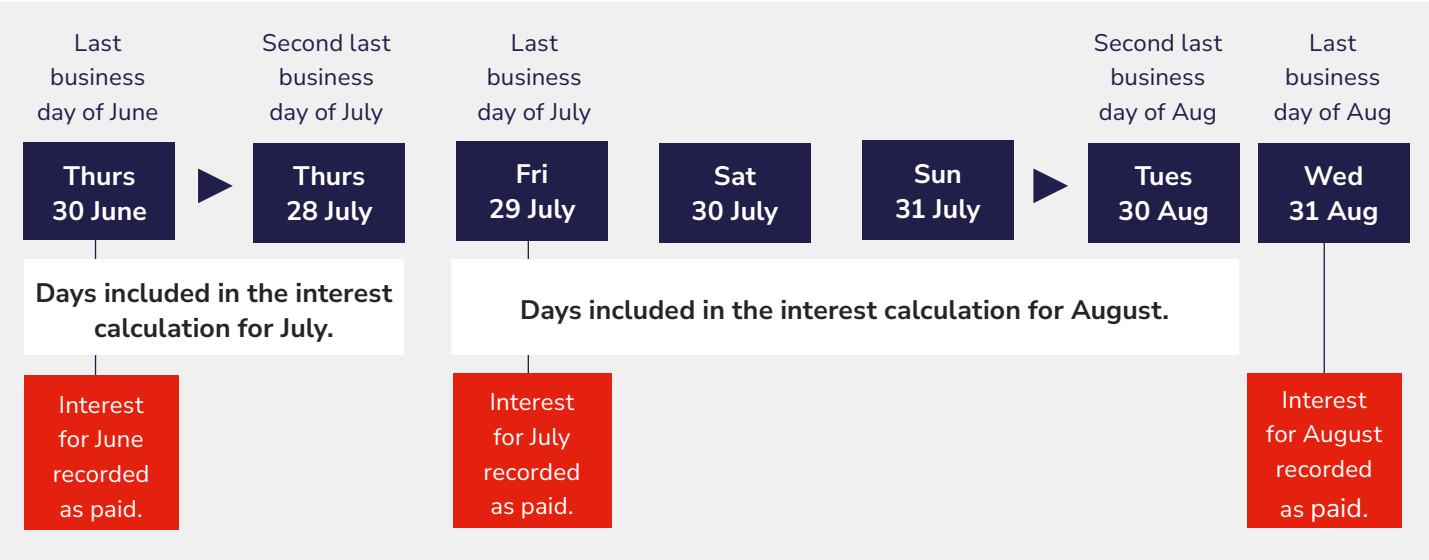 Last
business
day of June
Second last
business
day of July
Last
business
day of July
Second last
business
day of Aug
Last
business
day of Aug
Thurs
30 June
Thurs
28 July
Fri
29 July
Sat
30 July
Sun
31 July
Tues
30 Aug
Wed
31 Aug
Days included in the interest
calculation for July.
Days included in the interest calculation for August.
Interest
for June
recorded
as paid.
Interest
for July
recorded
as paid.
Interest
for August
recorded
as paid.